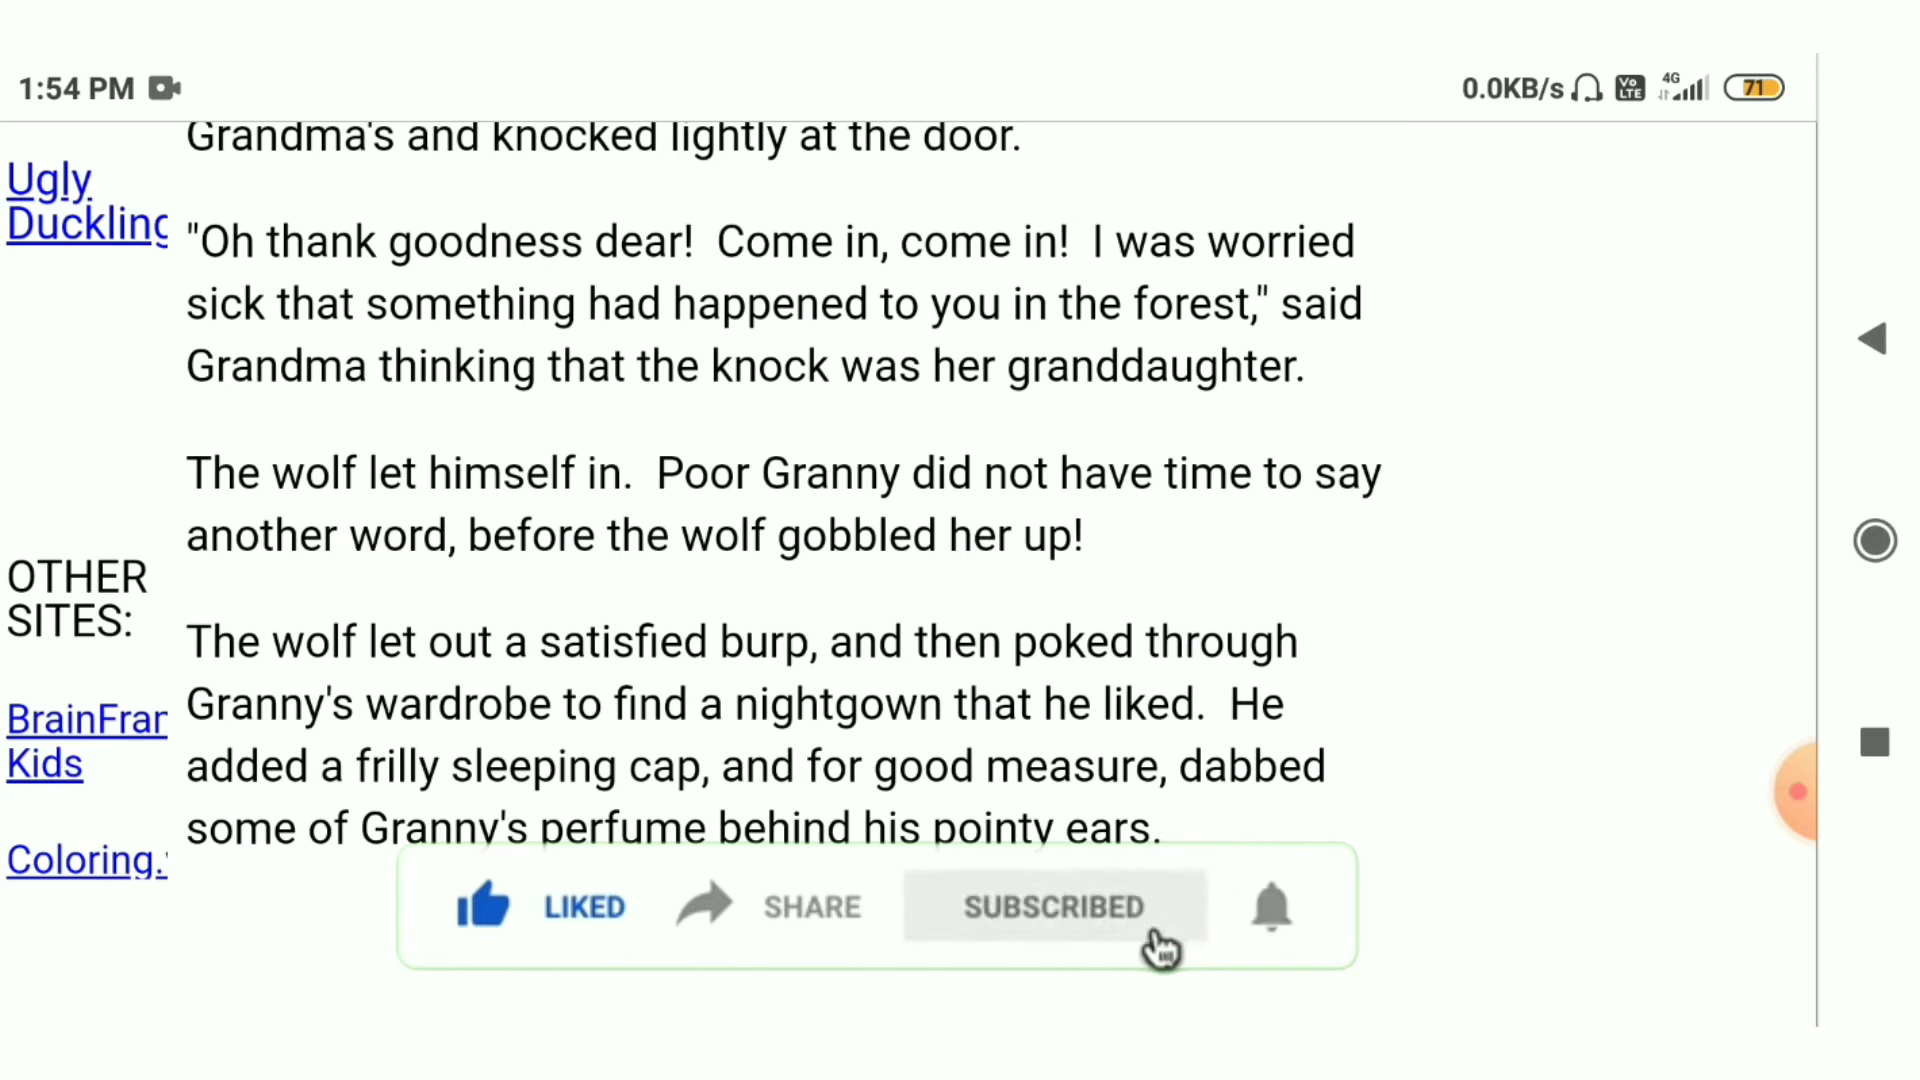 1:54 PM
0.0KB/s
Vo
LTE
4G
71
Grandma's and knocked lightly at the door.
Ugly
Duckling
"Oh thank goodness dear!  Come in, come in!  I was worried
sick that something had happened to you in the forest," said
Grandma thinking that the knock was her granddaughter.
The wolf let himself in.  Poor Granny did not have time to say
another word, before the wolf gobbled her up!
OTHER
SITES:
The wolf let out a satisfied burp, and then poked through
Granny's wardrobe to find a nightgown that he liked.  He
added a frilly sleeping cap, and for good measure, dabbed
some of Granny's perfume behind his pointy ears.
BrainFran
Kids
Coloring.
LIKED
SHARE
SUBSCRIBED